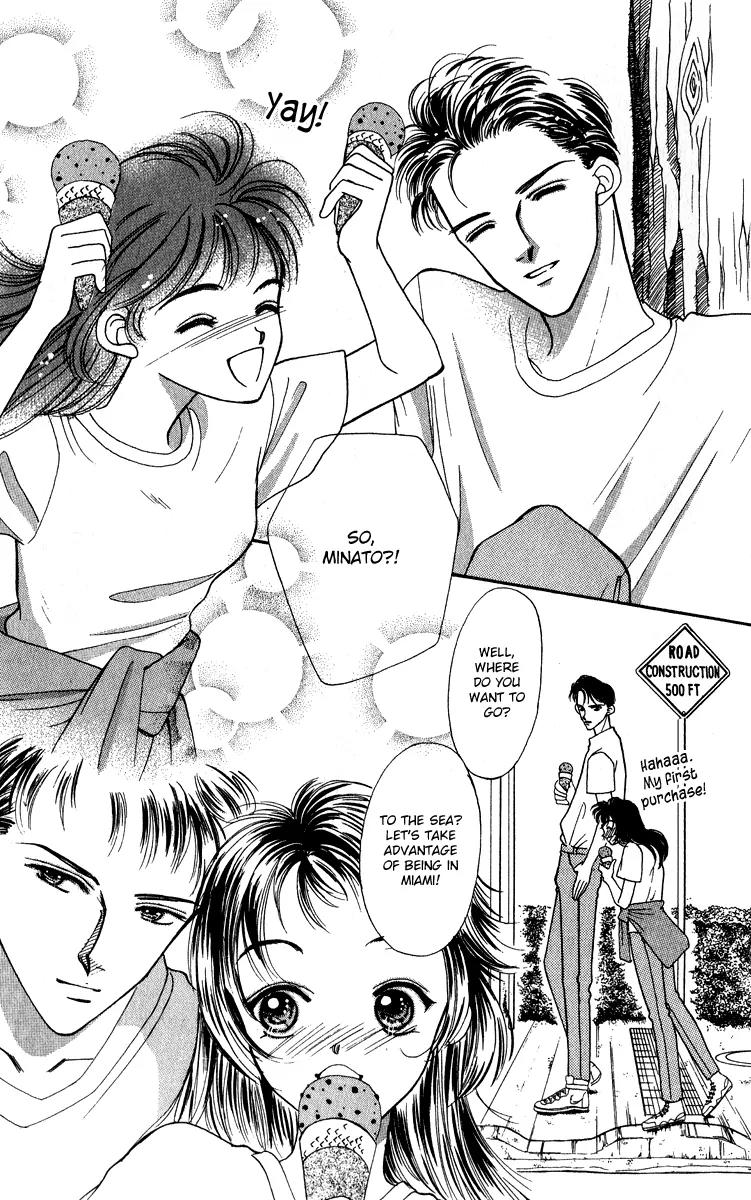 Yay!
SO,
MINATO?!
WELL,
WHERE
DO YOU
WANT TO
GO?
ROAD
CONSTRUCTION
500 FT
Hahaaa.
My first
purchase!
TO THE SEA?
LET'S TAKE
ADVANTAGE
OF BEING IN
MIAMI!